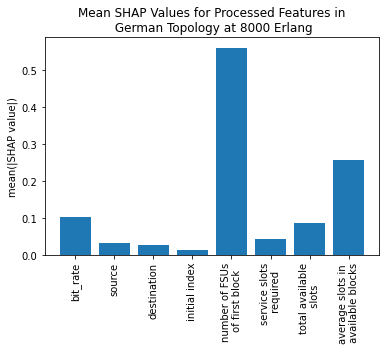 Mean SHAP Values for Processed Features in
German Topology at 8000 Erlang
mean(|SHAP value|)
0.5
0.4
0.3
0.2
0.1
0.0
bit_rate
source
destination
initial index
number of FSUs
of first block
service slots
required
total available
slots
average slots in
available blocks